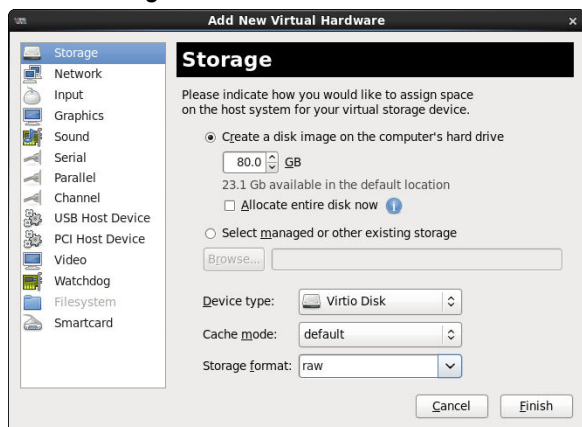 Add New Virtual Hardware
Storage
Network
Input
Graphics
Sound
Serial
Parallel
Channel
USB Host Device
PCI Host Device
Video
Watchdog
Filesystem
Smartcard
Storage
Please indicate how you would like to assign space
on the host system for your virtual storage device.
Create a disk image on the computer's hard drive
80.0 GB
23.1 Gb available in the default location
Allocate entire disk now
Select managed or other existing storage
Browse...
Device type: Virtio Disk
Cache mode: default
Storage format: raw
Cancel Finish